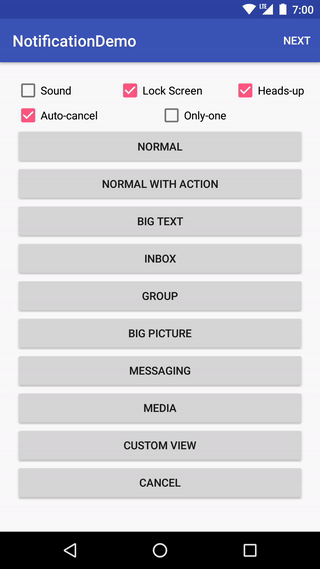 LTE 7:00
NotificationDemo NEXT
Sound Lock Screen Heads-up
Auto-cancel Only-one
NORMAL
NORMAL WITH ACTION
BIG TEXT
INBOX
GROUP
BIG PICTURE
MESSAGING
MEDIA
CUSTOM VIEW
CANCEL